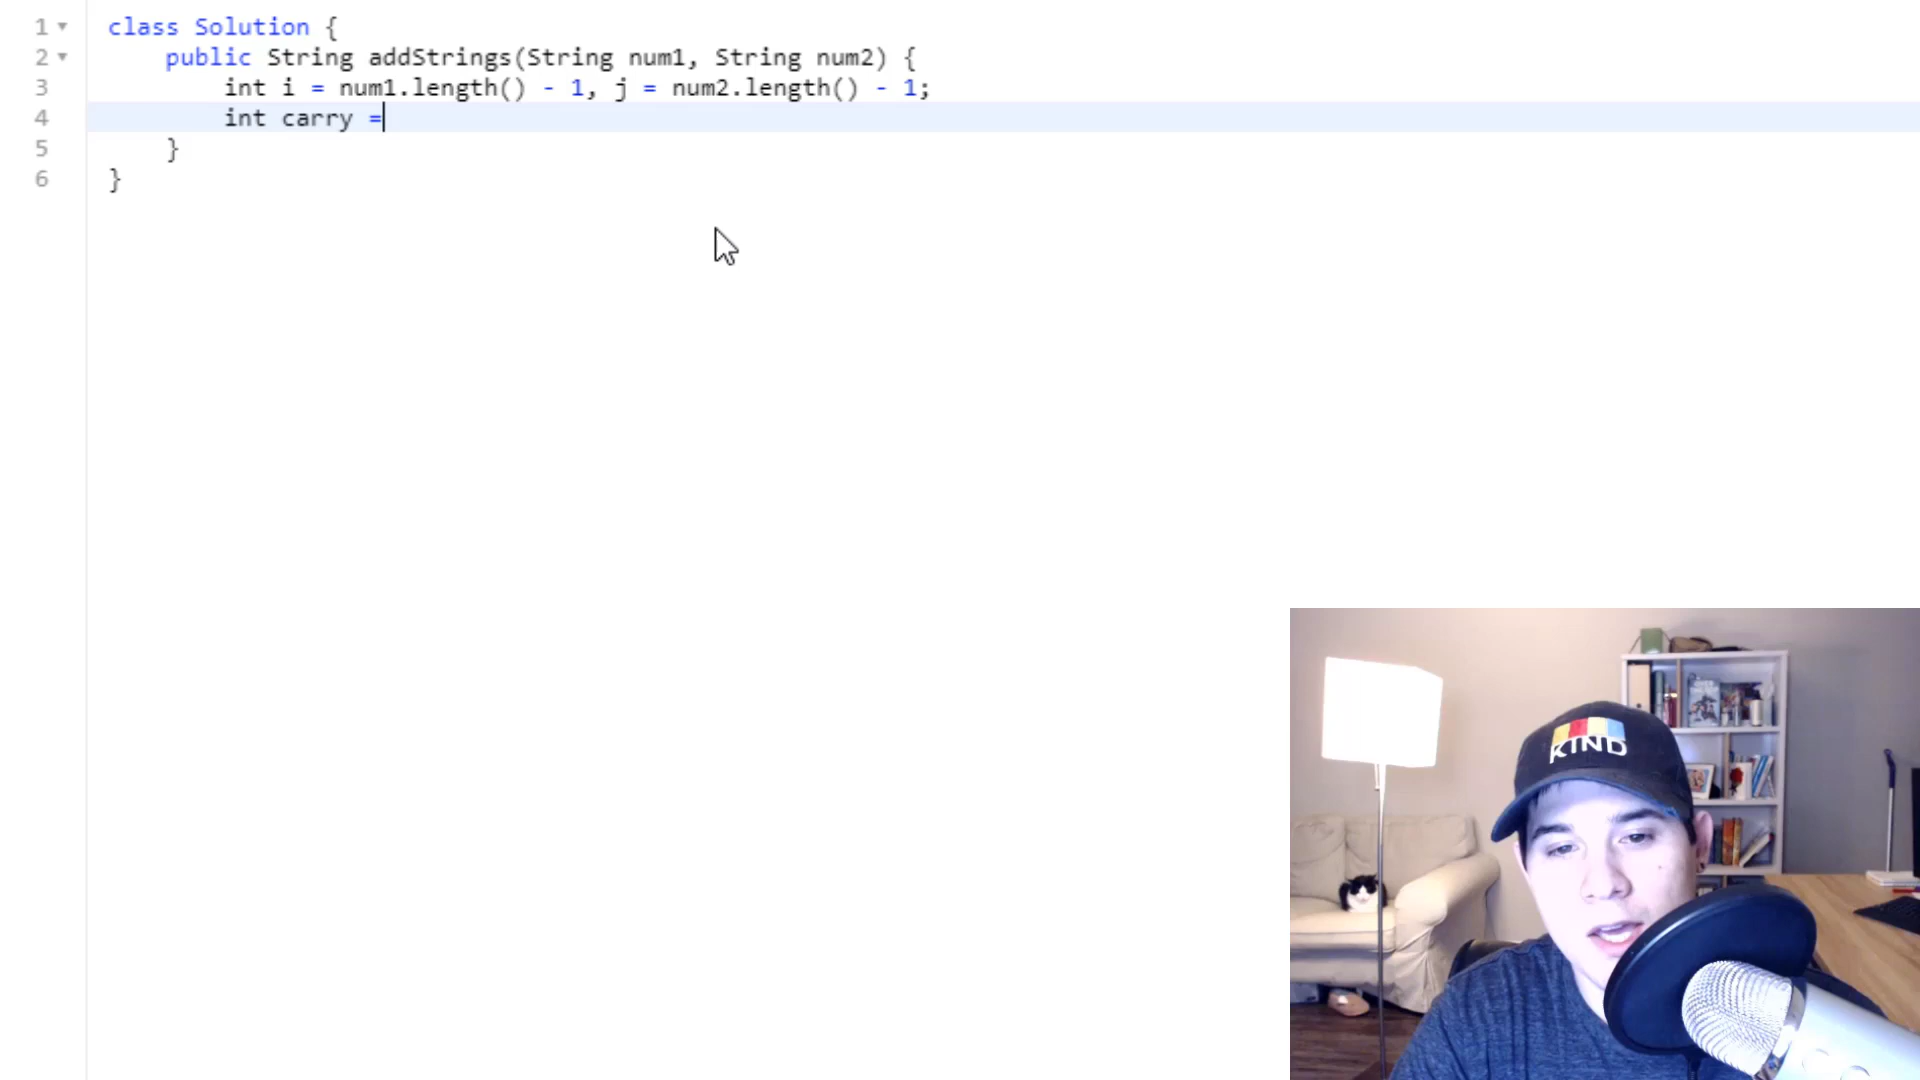 1 class Solution {
2 public String addStrings(String num1, String num2) {
3 int i = num1.length() - 1, j = num2.length() - 1;
4 int carry =
5 }
6 }
KIND